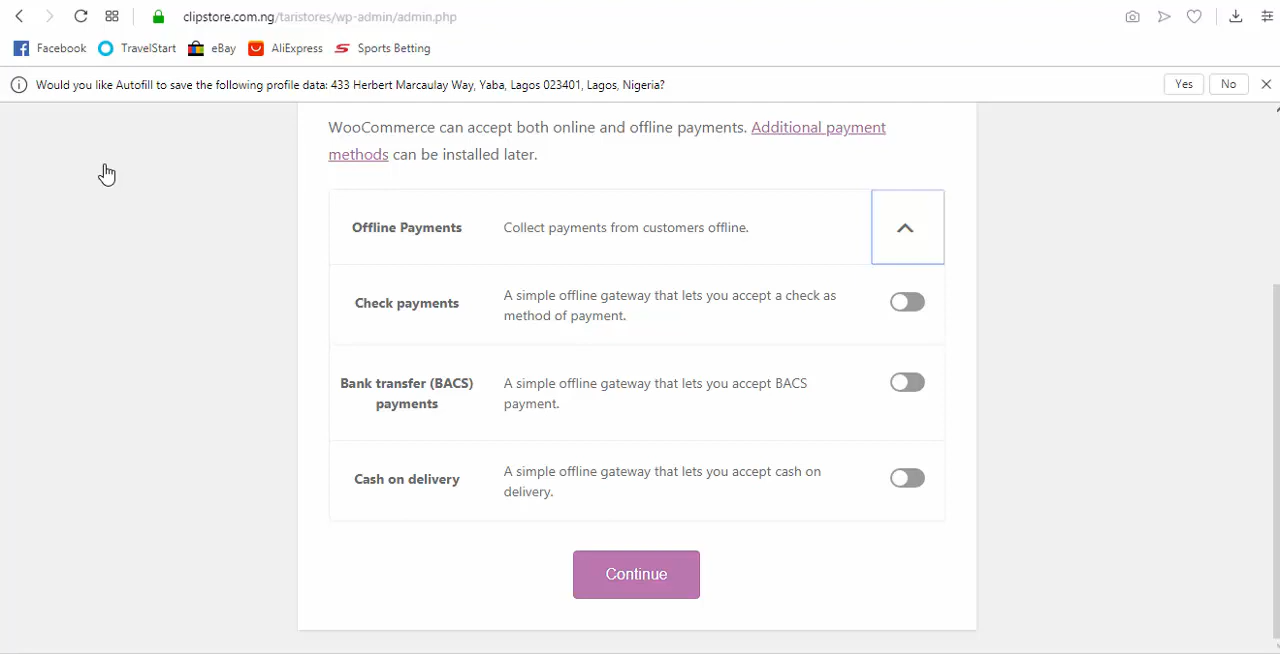 clipstore.com.ng/taristores/wp-admin/admin.php
Facebook TravelStart eBay AliExpress Sports Betting
Would you like Autofill to save the following profile data: 433 Herbert Marcaulay Way, Yaba, Lagos 023401, Lagos, Nigeria? Yes No
WooCommerce can accept both online and offline payments. Additional payment
methods can be installed later.
Offline Payments
Collect payments from customers offline.
Check payments
A simple offline gateway that lets you accept a check as
method of payment.
Bank transfer (BACS)
payments
A simple offline gateway that lets you accept BACS
payment.
Cash on delivery
A simple offline gateway that lets you accept cash on
delivery.
Continue